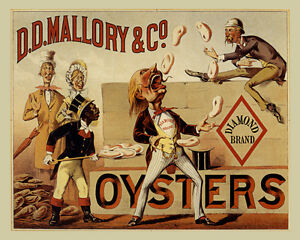 D.D. MALLORY & Co.
DIAMOND
BRAND
OYSTERS